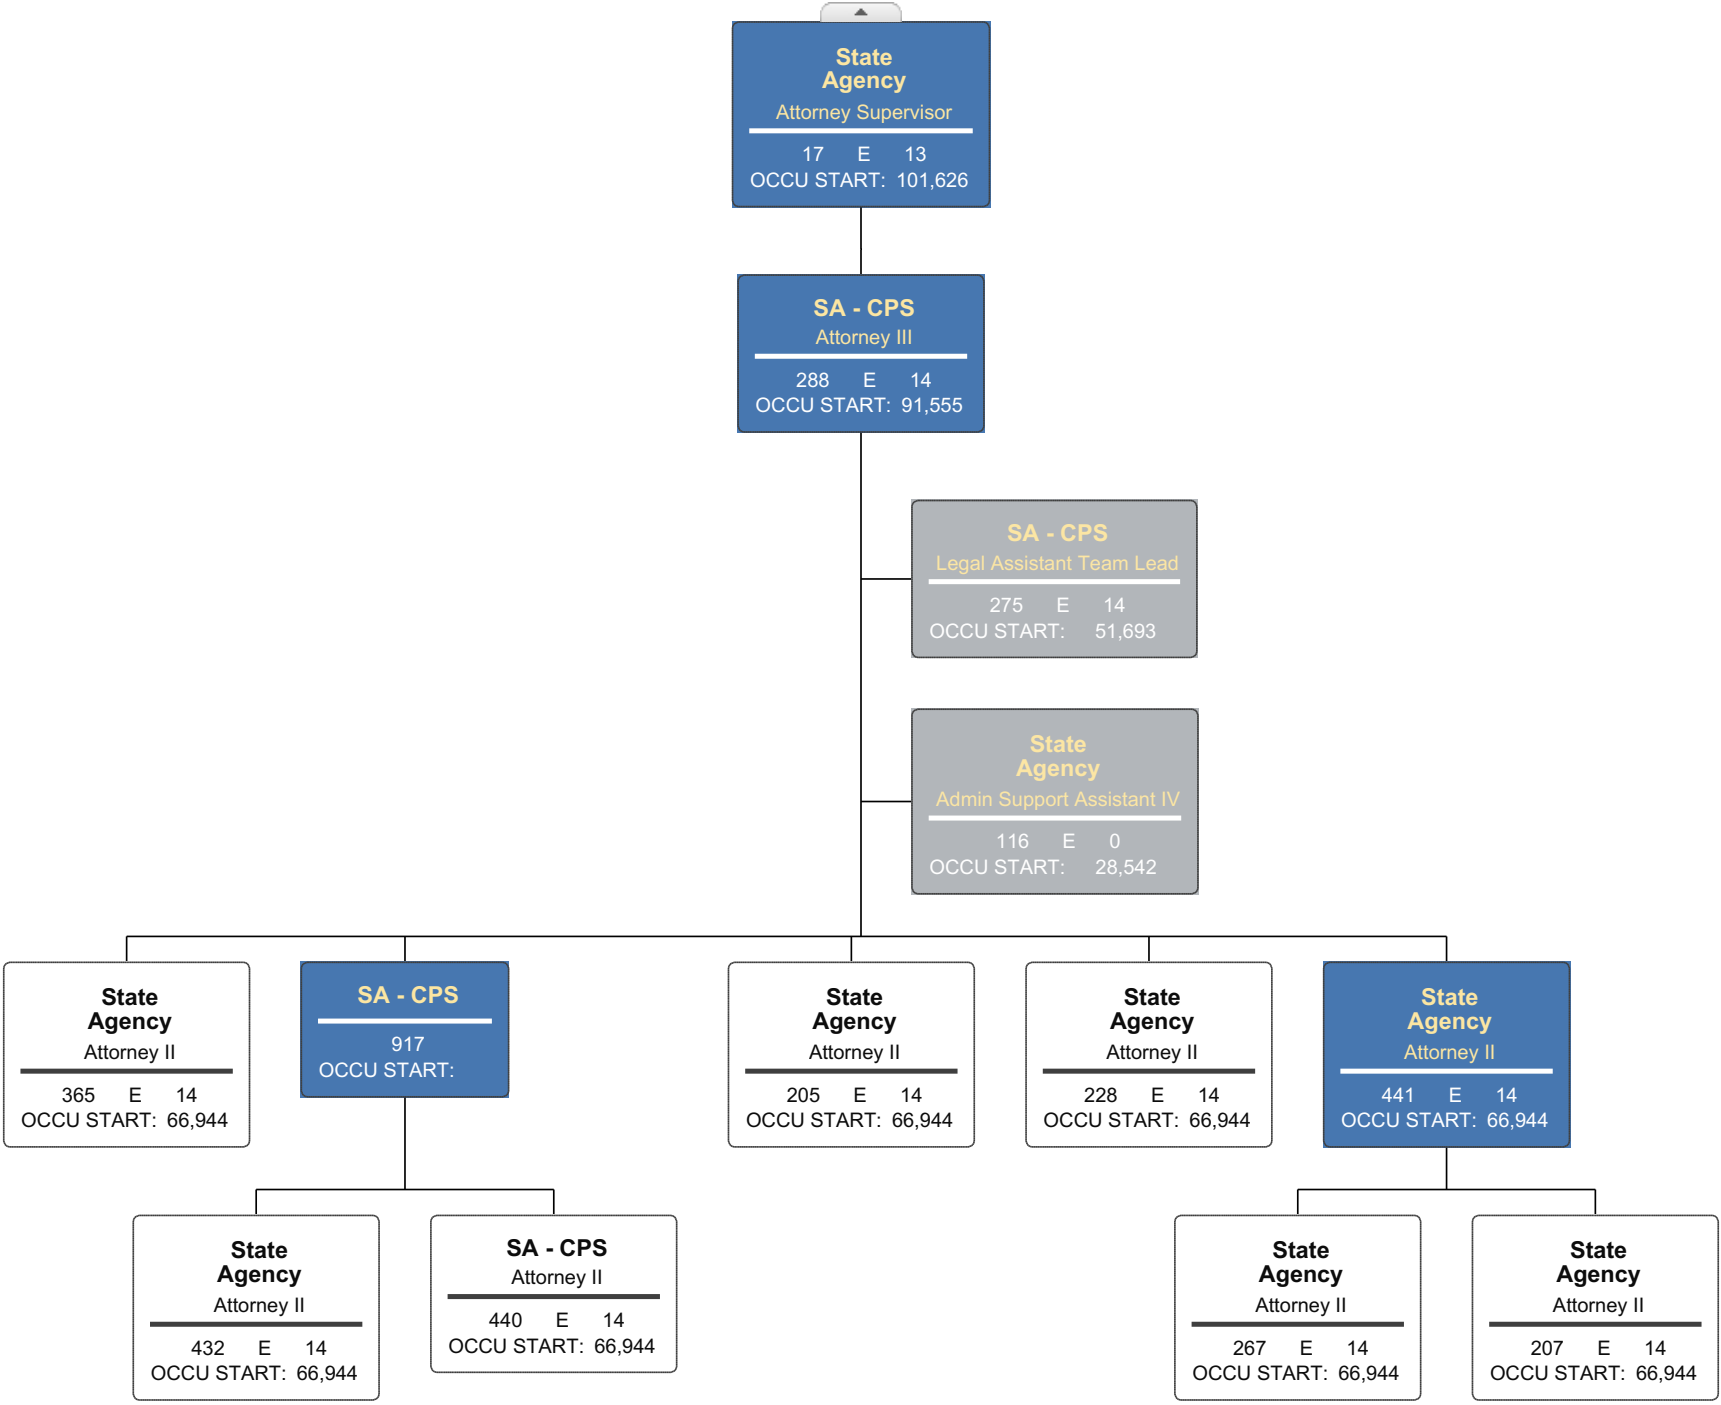 State
Agency
Attorney Supervisor
17 E 13
OCCU START: 101,626
SA - CPS
Attorney III
288 E 14
OCCU START: 91,555
SA - CPS
Legal Assistant Team Lead
275 E 14
OCCU START: 51,693
State
Agency
Admin Support Assistant IV
116 E 0
OCCU START: 28,542
State
Agency
Attorney II
365 E 14
OCCU START: 66,944
SA - CPS
917
OCCU START:
State
Agency
Attorney II
205 E 14
OCCU START: 66,944
State
Agency
Attorney II
228 E 14
OCCU START: 66,944
State
Agency
Attorney II
441 E 14
OCCU START: 66,944
State
Agency
Attorney II
432 E 14
OCCU START: 66,944
SA - CPS
Attorney II
440 E 14
OCCU START: 66,944
State
Agency
Attorney II
267 E 14
OCCU START: 66,944
State
Agency
Attorney II
207 E 14
OCCU START: 66,944